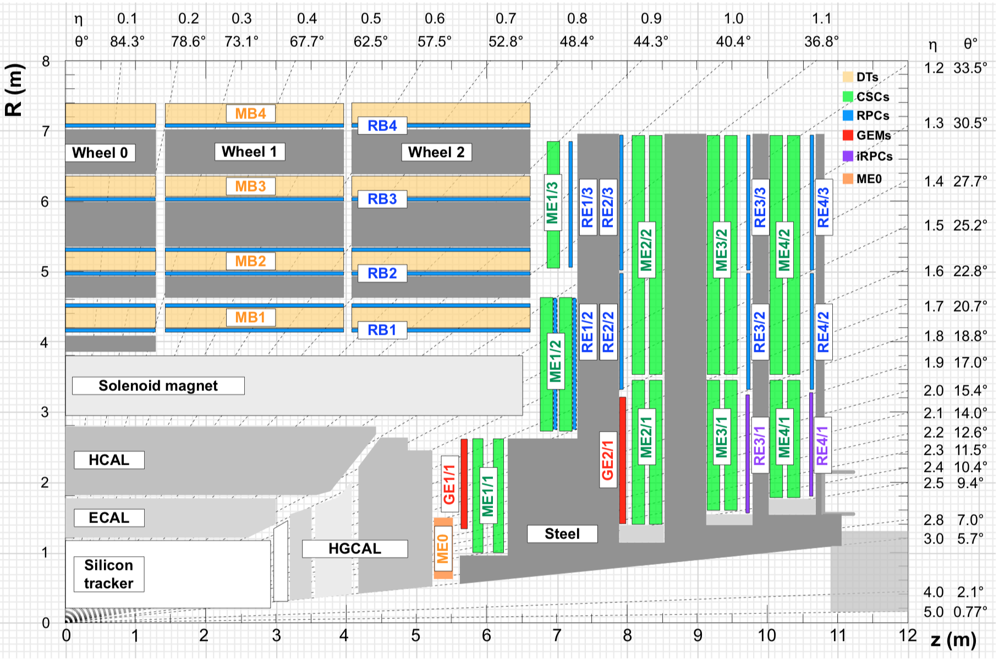 η 0.1 0.2 0.3 0.4 0.5 0.6 0.7 0.8 0.9 1.0 1.1
θ° 84.3° 78.6° 73.1° 67.7° 62.5° 57.5° 52.8° 48.4° 44.3° 40.4° 36.8°
η θ°
1.2 33.5°
1.3 30.5°
1.4 27.7°
1.5 25.2°
1.6 22.8°
1.7 20.7°
1.8 18.8°
1.9 17.0°
2.0 15.4°
2.1 14.0°
2.2 12.6°
2.3 11.5°
2.4 10.4°
2.5 9.4°
2.8 7.0°
3.0 5.7°
4.0 2.1°
5.0 0.77°
R (m)
8
7
6
5
4
3
2
1
0
DTs
CSCs
RPCs
GEMs
iRPCs
ME0
MB4
RB4
Wheel 0
Wheel 1
Wheel 2
MB3
RB3
MB2
RB2
MB1
RB1
Solenoid magnet
HCAL
ECAL
Silicon
tracker
HGCAL
Steel
ME0
GE1/1
ME1/1
ME1/2
ME1/3
RE1/3
RE2/3
RE1/2
RE2/2
GE2/1
ME2/2
ME2/1
ME3/2
ME3/1
RE3/3
RE3/2
RE3/1
ME4/2
ME4/1
RE4/3
RE4/2
RE4/1
0 1 2 3 4 5 6 7 8 9 10 11 12
z (m)